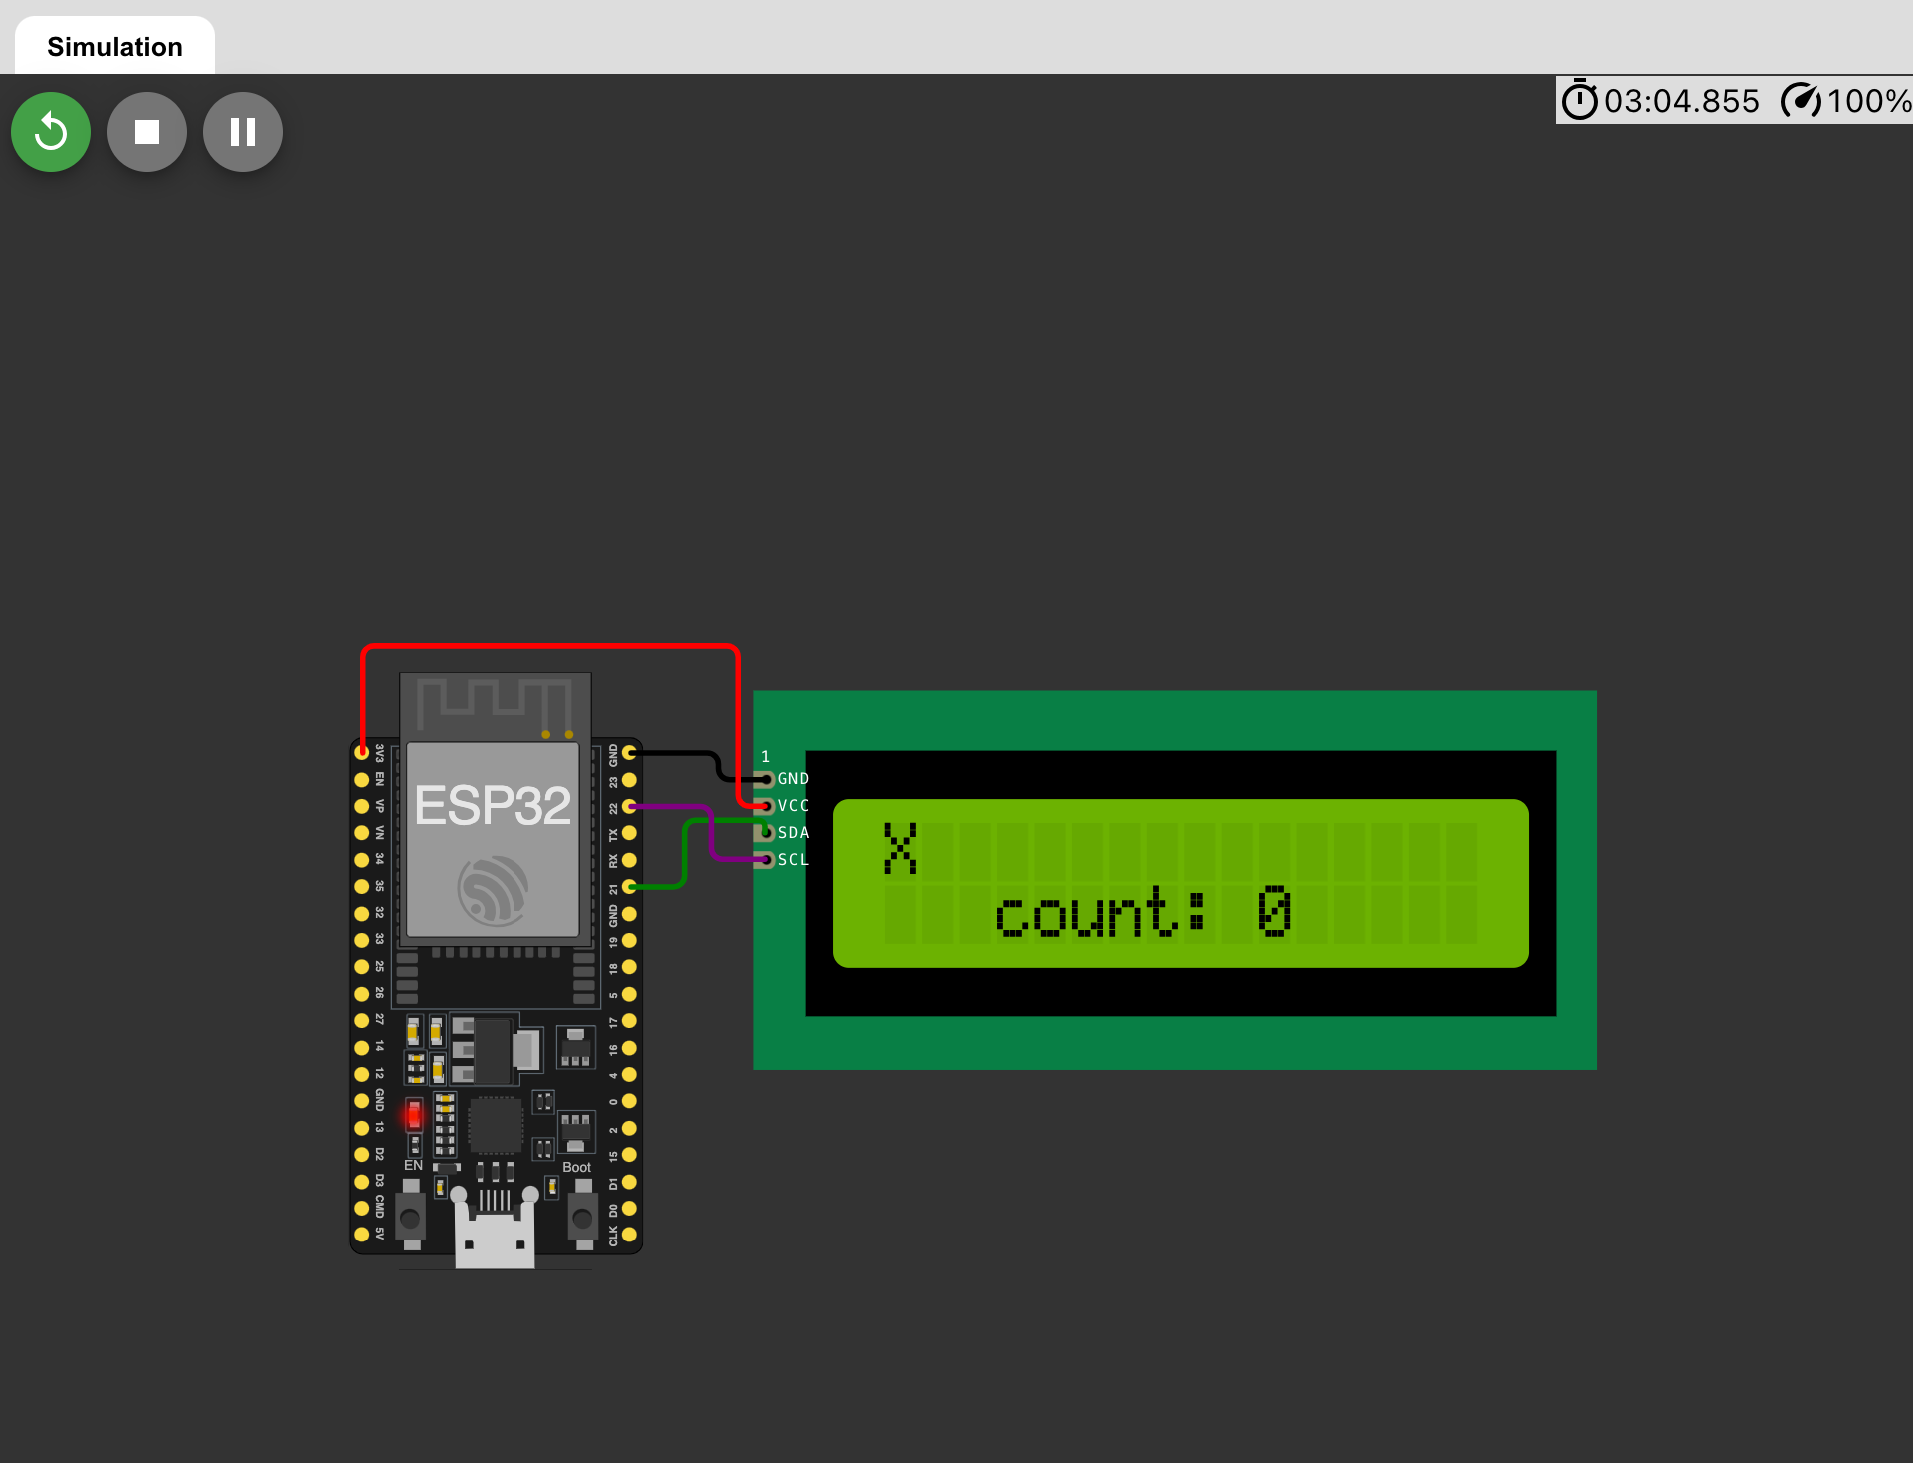 Simulation
03:04.855 100%
ESP32
3V3
EN
VP
VN
34
35
32
33
25
26
27
14
12
GND
13
D2
D3
CMD
5V
GND
23
22
TX
RX
21
GND
19
18
5
17
16
4
0
2
15
D1
D0
CLK
EN
Boot
1
GND
VCC
SDA
SCL
X
count: 0